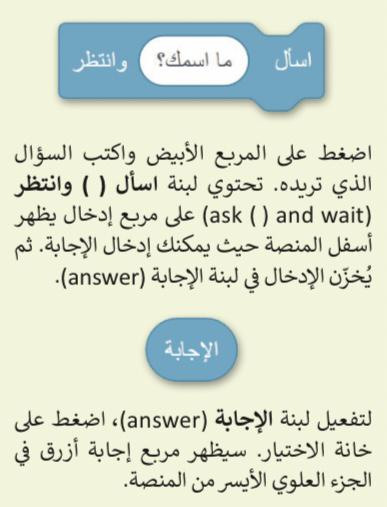 اسأل ما اسمك؟ وانتظر
اضغط على المربع الأبيض واكتب السؤال
الذي تريده. تحتوي لبنة اسأل ( ) وانتظر
(ask ( ) and wait) على مربع إدخال يظهر
أسفل المنصة حيث يمكنك إدخال الإجابة. ثم
يُخزّن الإدخال في لبنة الإجابة (answer).
الإجابة
لتفعيل لبنة الإجابة (answer)، اضغط على
خانة الاختيار. سيظهر مربع إجابة أزرق في
الجزء العلوي الأيسر من المنصة.